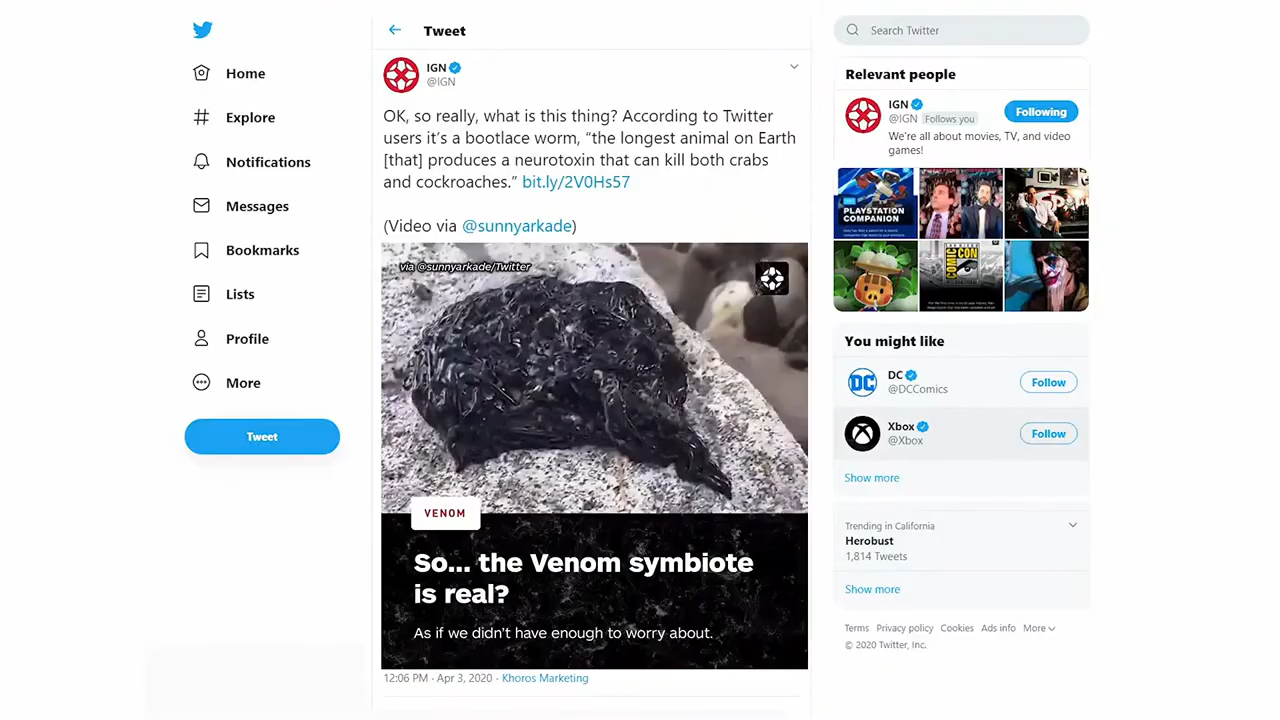 Home
Explore
Notifications
Messages
Bookmarks
Lists
Profile
More
Tweet
Tweet
IGN
@IGN
OK, so really, what is this thing? According to Twitter
users it's a bootlace worm, “the longest animal on Earth
[that] produces a neurotoxin that can kill both crabs
and cockroaches.” bit.ly/2V0Hs57
(Video via @sunnyarkade)
via @sunnyarkade/Twitter
VENOM
So... the Venom symbiote
is real?
As if we didn't have enough to worry about.
12:06 PM · Apr 3, 2020 · Khoros Marketing
Search Twitter
Relevant people
IGN
@IGN Follows you
Following
We're all about movies, TV, and video
games!
PLAYSTATION
COMPANION
COMIC
CON
You might like
DC
DC
@DCComics
Follow
Xbox
@Xbox
Follow
Show more
Trending in California
Herobust
1,814 Tweets
Show more
Terms Privacy policy Cookies Ads info More
© 2020 Twitter, Inc.